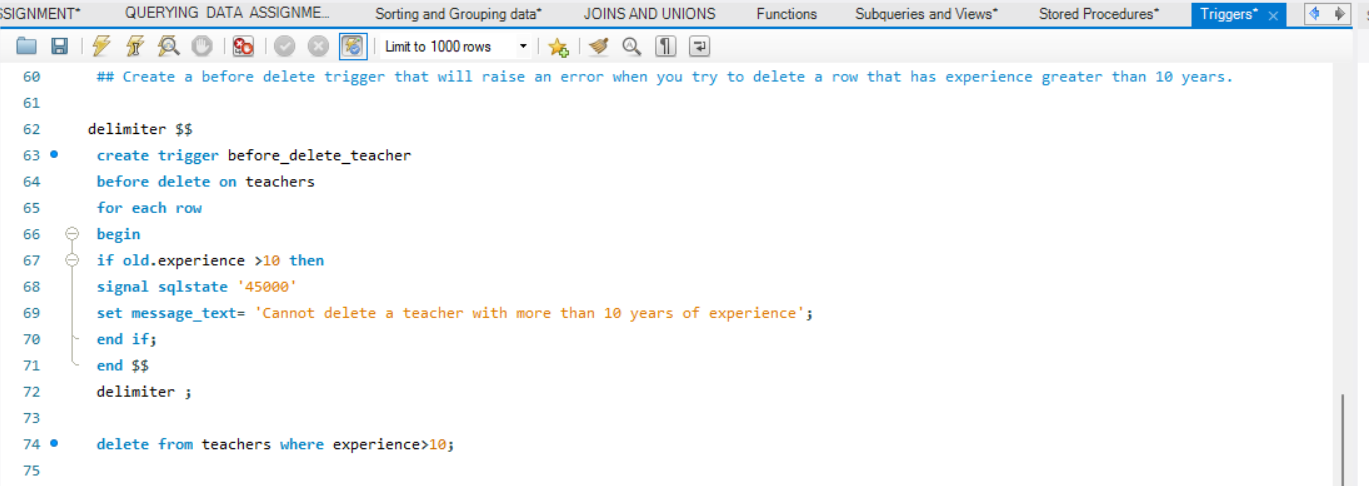 SSIGNMENT*
QUERYING DATA ASSIGNME...
Sorting and Grouping data*
JOINS AND UNIONS
Functions
Subqueries and Views*
Stored Procedures*
Triggers*
Limit to 1000 rows
60 ## Create a before delete trigger that will raise an error when you try to delete a row that has experience greater than 10 years.
61
62 delimiter $$
63 create trigger before_delete_teacher
64 before delete on teachers
65 for each row
66 begin
67 if old.experience >10 then
68 signal sqlstate '45000'
69 set message_text= 'Cannot delete a teacher with more than 10 years of experience';
70 end if;
71 end $$
72 delimiter ;
73
74 delete from teachers where experience>10;
75